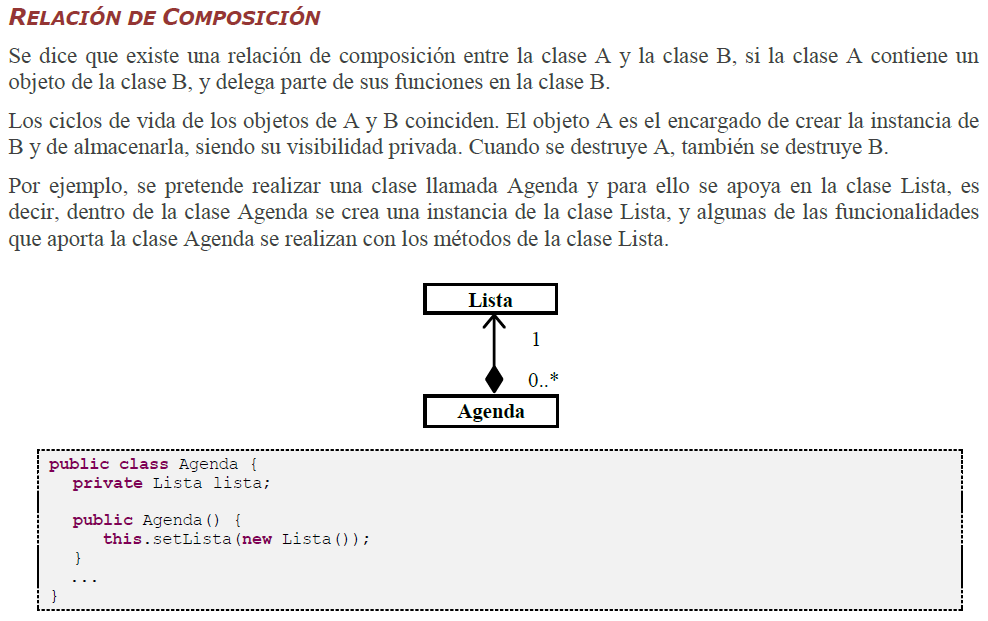 RELACIÓN DE COMPOSICIÓN
Se dice que existe una relación de composición entre la clase A y la clase B, si la clase A contiene un
objeto de la clase B, y delega parte de sus funciones en la clase B.
Los ciclos de vida de los objetos de A y B coinciden. El objeto A es el encargado de crear la instancia de
B y de almacenarla, siendo su visibilidad privada. Cuando se destruye A, también se destruye B.
Por ejemplo, se pretende realizar una clase llamada Agenda y para ello se apoya en la clase Lista, es
decir, dentro de la clase Agenda se crea una instancia de la clase Lista, y algunas de las funcionalidades
que aporta la clase Agenda se realizan con los métodos de la clase Lista.
Lista
1
0..*
Agenda
public class Agenda {
private Lista lista;
public Agenda() {
this.setLista(new Lista());
}
...
}